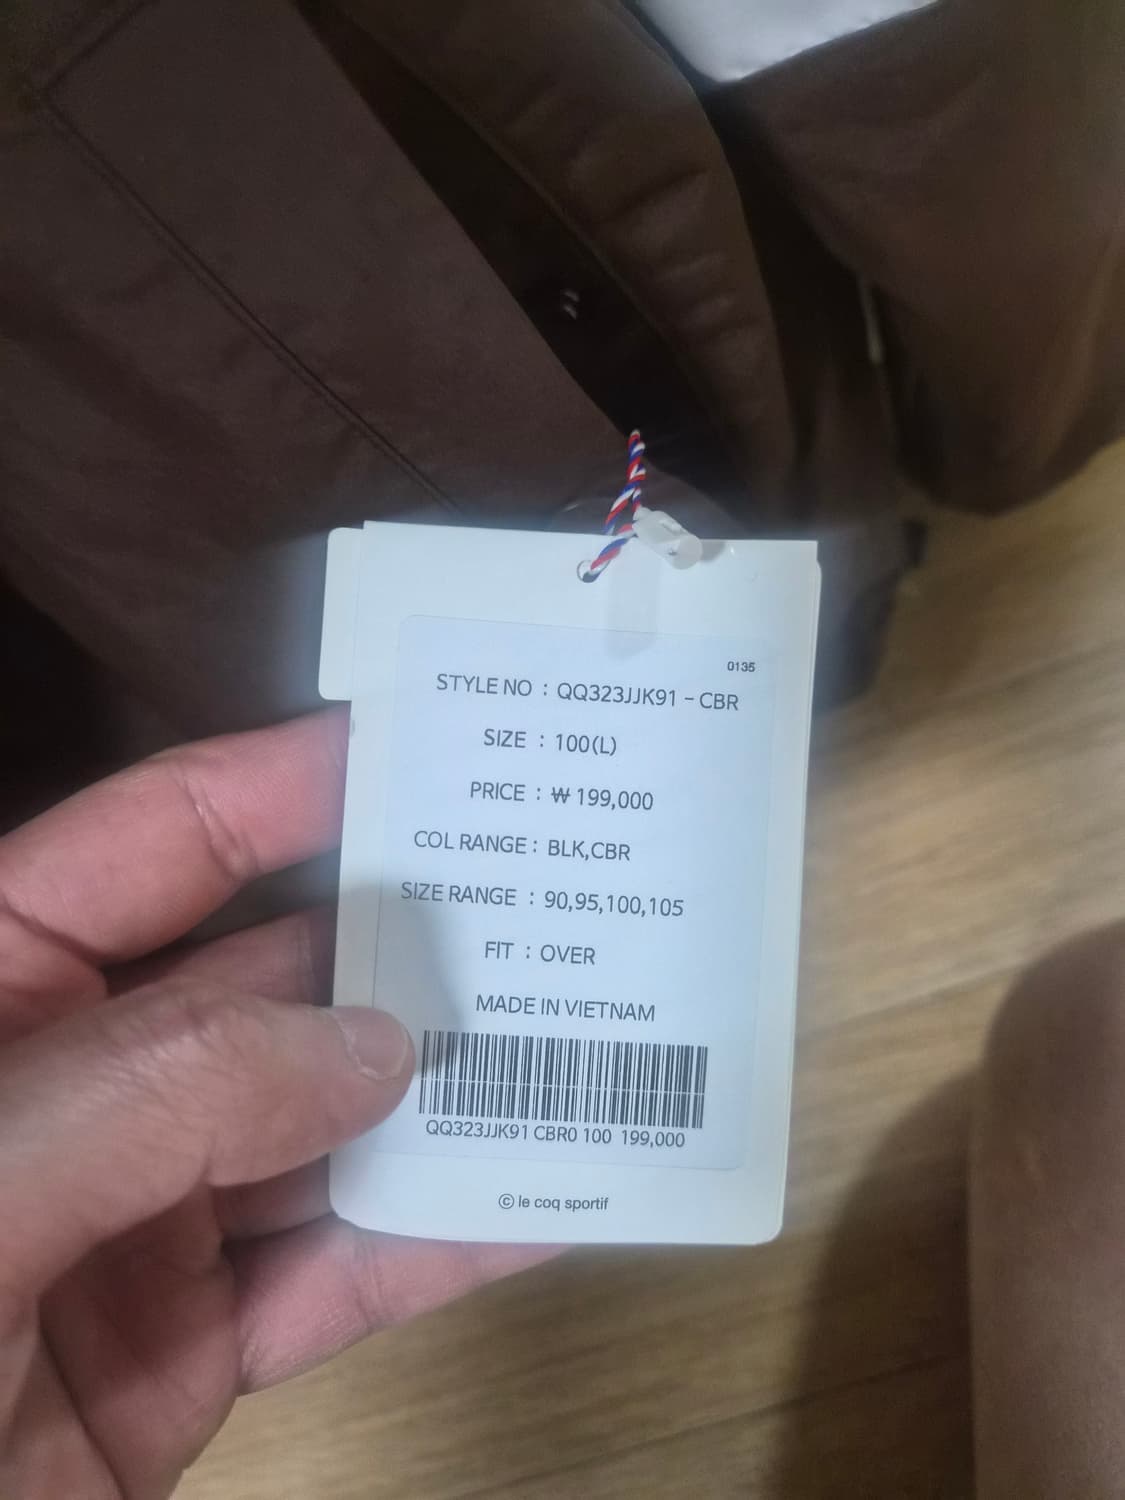 0135
STYLE NO : QQ323JJK91 - CBR
SIZE : 100(L)
PRICE : ₩ 199,000
COL RANGE : BLK,CBR
SIZE RANGE : 90,95,100,105
FIT : OVER
MADE IN VIETNAM
QQ323JJK91 CBR0 100 199,000
© le coq sportif